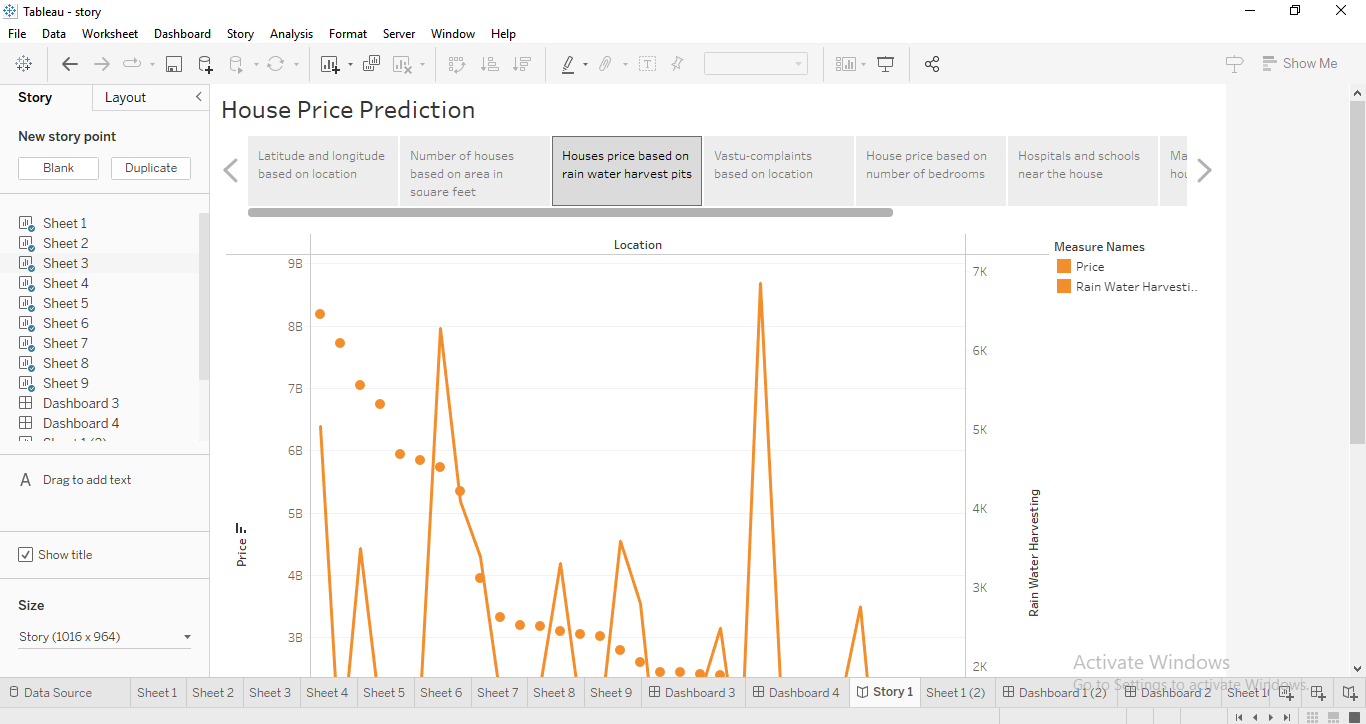 Tableau - story
File Data Worksheet Dashboard Story Analysis Format Server Window Help
Show Me
Story Layout
New story point
Blank Duplicate
Sheet 1
Sheet 2
Sheet 3
Sheet 4
Sheet 5
Sheet 6
Sheet 7
Sheet 8
Sheet 9
Dashboard 3
Dashboard 4
A Drag to add text
Show title
Size
Story (1016 x 964)
House Price Prediction
Latitude and longitude
based on location
Number of houses
based on area in
square feet
Houses price based on
rain water harvest pits
Vastu-complaints
based on location
House price based on
number of bedrooms
Hospitals and schools
near the house
Ma
hou
Location
9B
8B
7B
6B
5B
4B
3B
Price
7K
6K
5K
4K
3K
2K
Rain Water Harvesting
Measure Names
Price
Rain Water Harvesti..
Activate Windows
Go to Settings to activate Windows.
Data Source Sheet 1 Sheet 2 Sheet 3 Sheet 4 Sheet 5 Sheet 6 Sheet 7 Sheet 8 Sheet 9 Dashboard 3 Dashboard 4 Story 1 Sheet 1 (2) Dashboard 1 (2) Dashboard 2